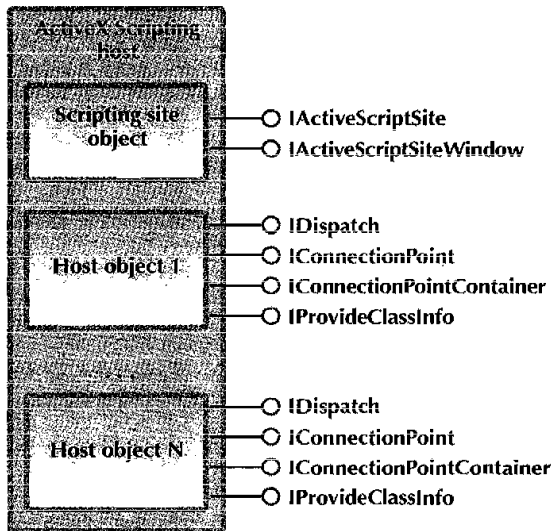 ActiveX Scripting
host
Scripting site
object
IActiveScriptSite
IActiveScriptSiteWindow
Host object 1
IDispatch
IConnectionPoint
IConnectionPointContainer
IProvideClassInfo
. . .
Host object N
IDispatch
IConnectionPoint
IConnectionPointContainer
IProvideClassInfo